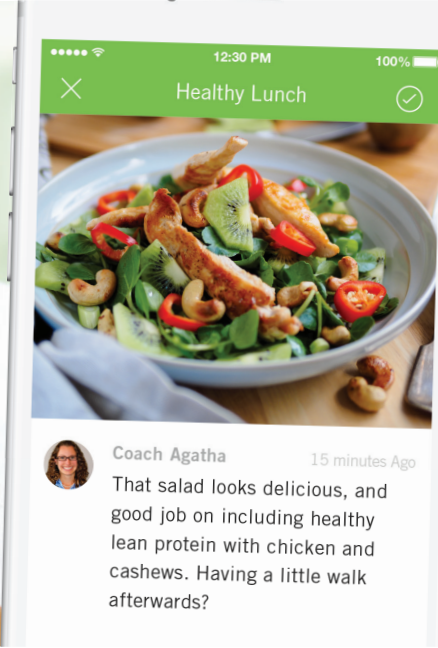 12:30 PM
100%
Healthy Lunch
Coach Agatha
15 minutes Ago
That salad looks delicious, and
good job on including healthy
lean protein with chicken and
cashews. Having a little walk
afterwards?